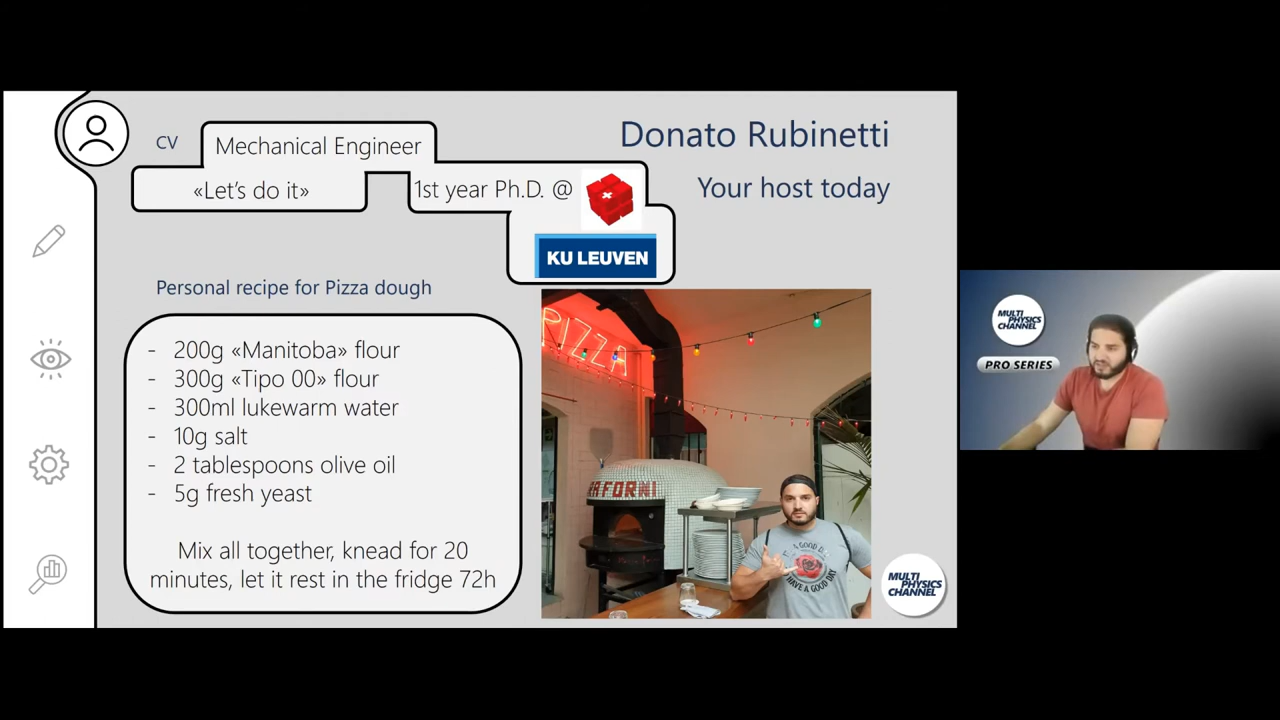 CV
Mechanical Engineer
«Let's do it»
1st year Ph.D. @
KU LEUVEN
Donato Rubinetti
Your host today
Personal recipe for Pizza dough
- 200g «Manitoba» flour
- 300g «Tipo 00» flour
- 300ml lukewarm water
- 10g salt
- 2 tablespoons olive oil
- 5g fresh yeast
Mix all together, knead for 20
minutes, let it rest in the fridge 72h
PIZZA
HAVE A GOOD DAY
MULTI
PHYSICS
CHANNEL
MULTI
PHYSICS
CHANNEL
PRO SERIES